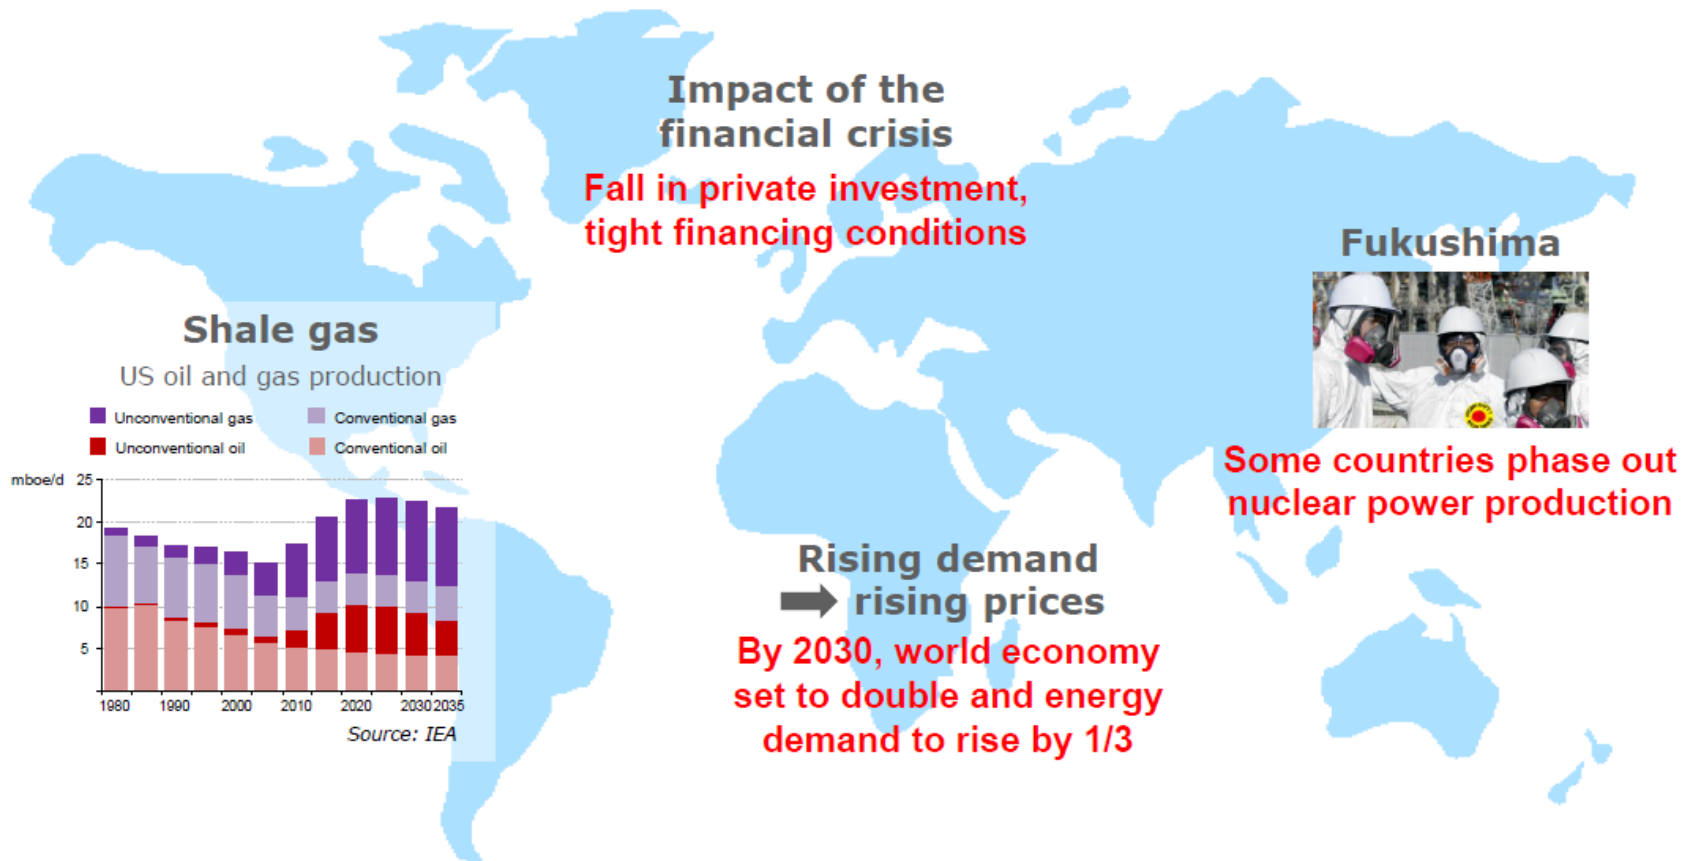 Impact of the
financial crisis
Fall in private investment,
tight financing conditions
Fukushima
Some countries phase out
nuclear power production
Shale gas
US oil and gas production
Unconventional gas
Conventional gas
Unconventional oil
Conventional oil
mboe/d
25
20
15
10
5
1980
1990
2000
2010
2020
2030
2035
Source: IEA
Rising demand
rising prices
By 2030, world economy
set to double and energy
demand to rise by 1/3